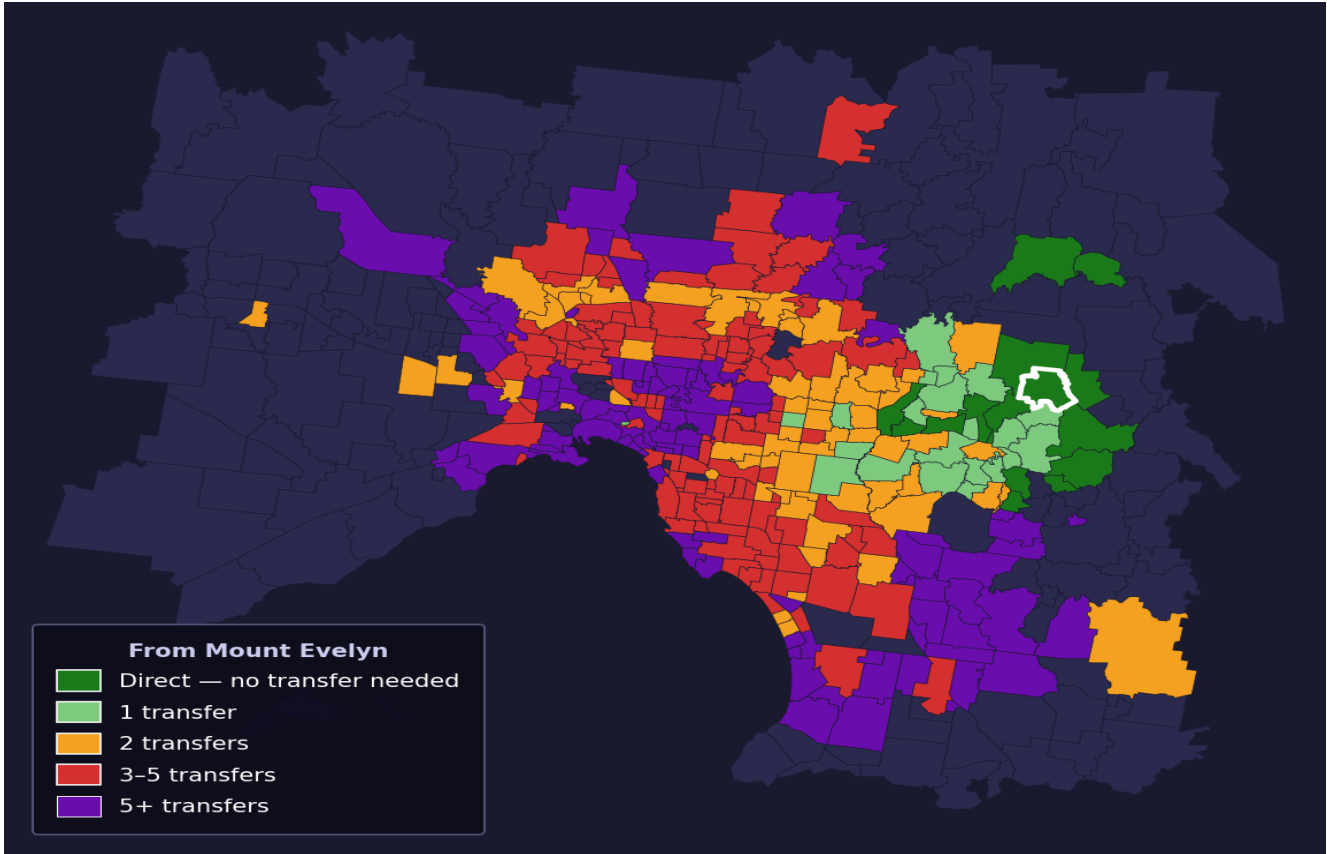 From Mount Evelyn
Direct — no transfer needed
1 transfer
2 transfers
3–5 transfers
5+ transfers